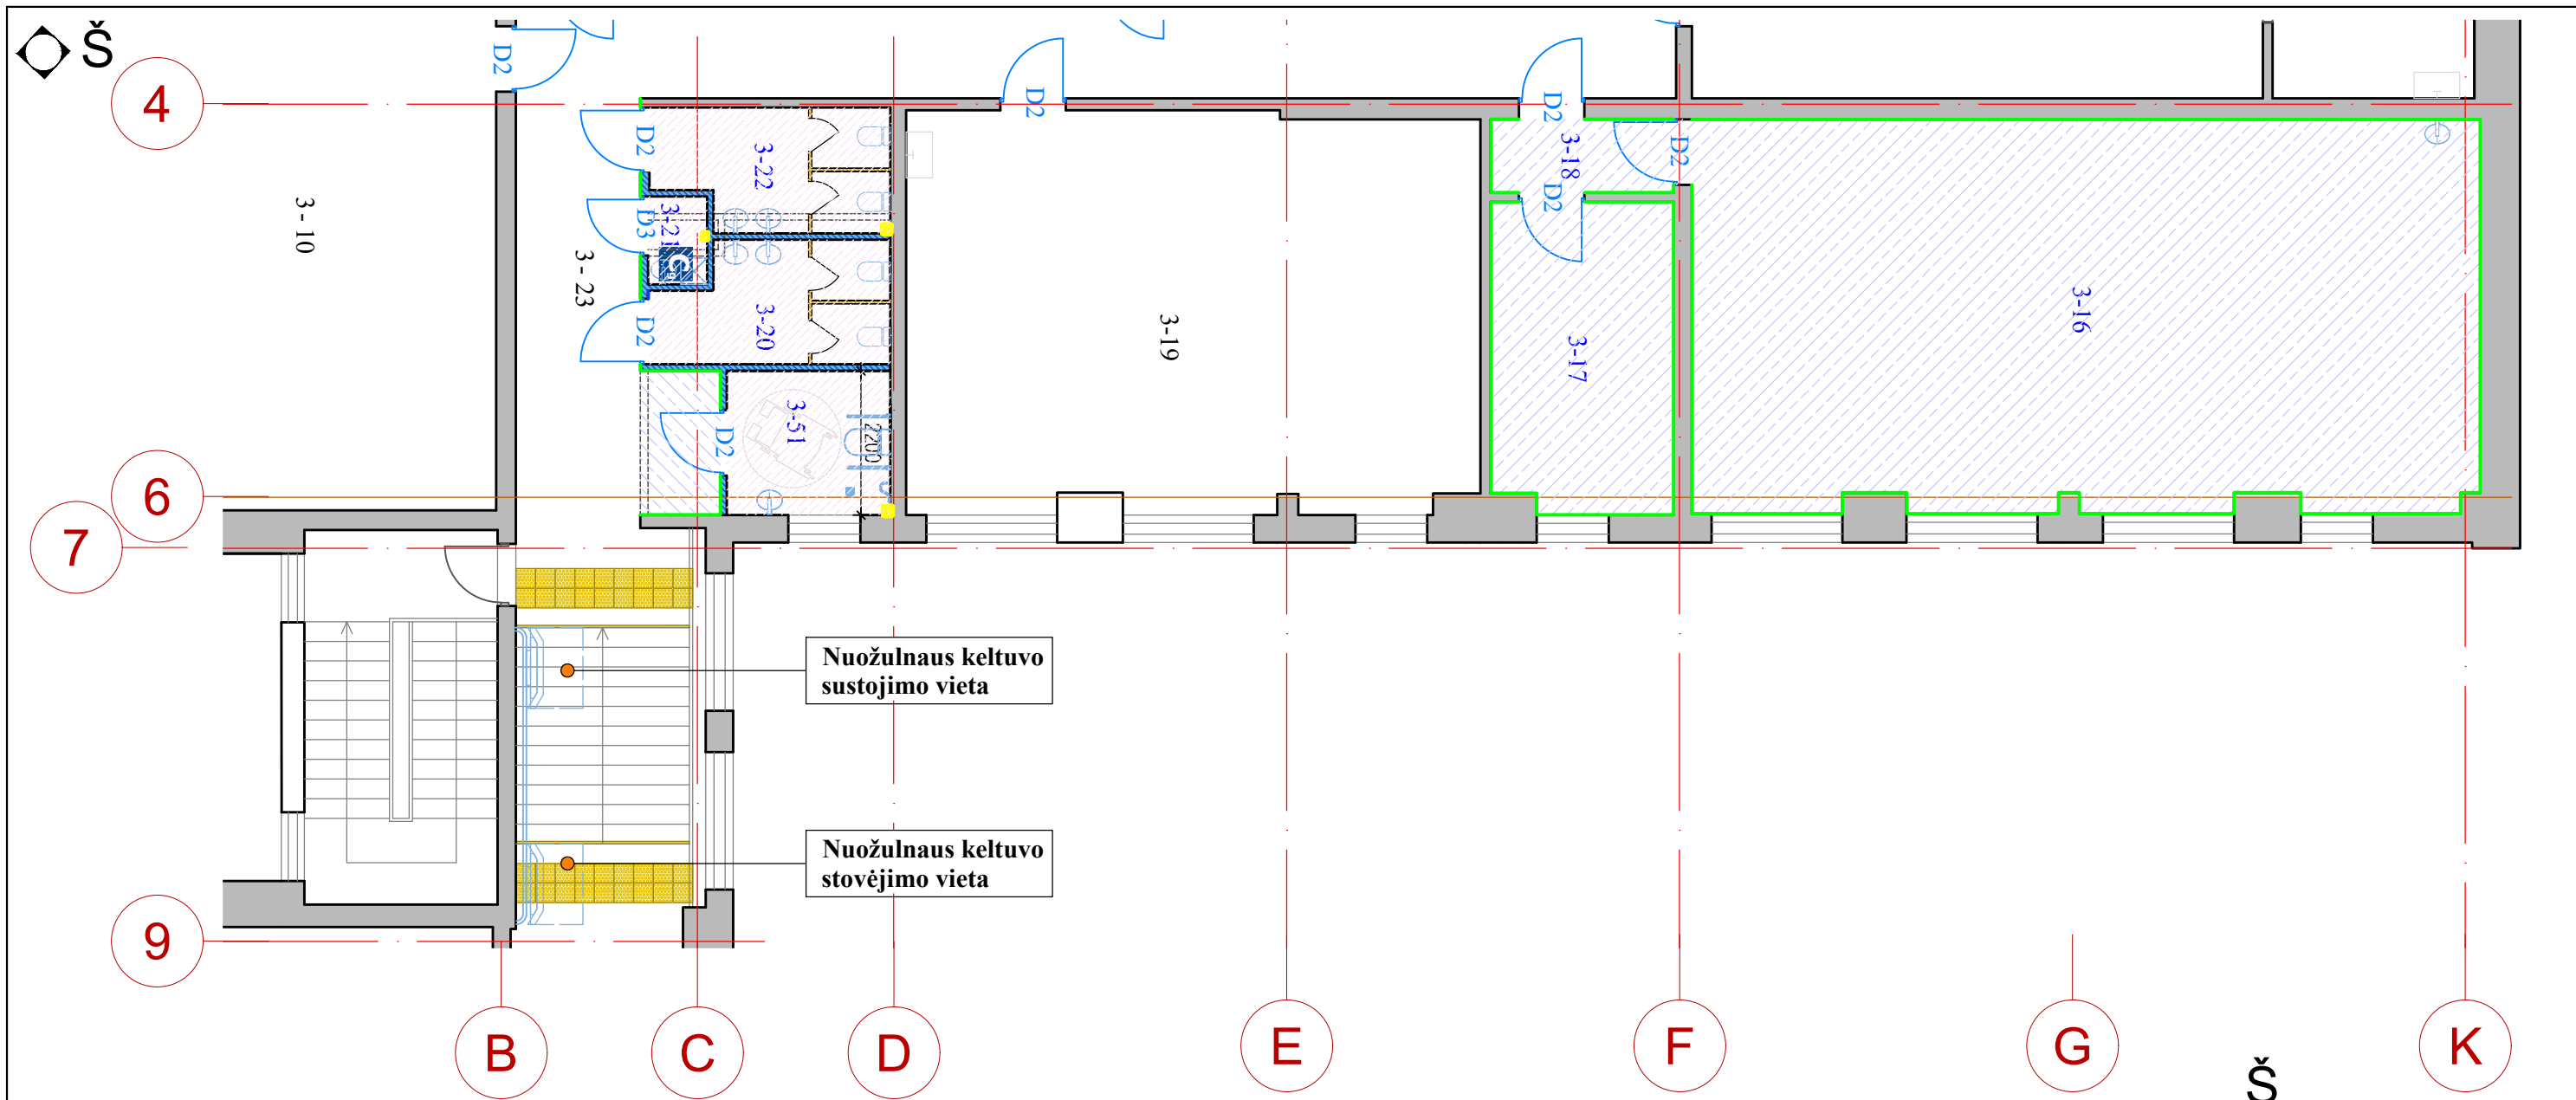 Š
4
6
7
9
D2
D2
D2
D2
D2
D2
D3
D2
D2
3-10
3-23
3-22
3-21
3-20
3-51
2200
3-19
3-18
3-17
3-16
Nuožulnaus keltuvo
sustojimo vieta
Nuožulnaus keltuvo
stovėjimo vieta
B
C
D
E
F
G
K
Š